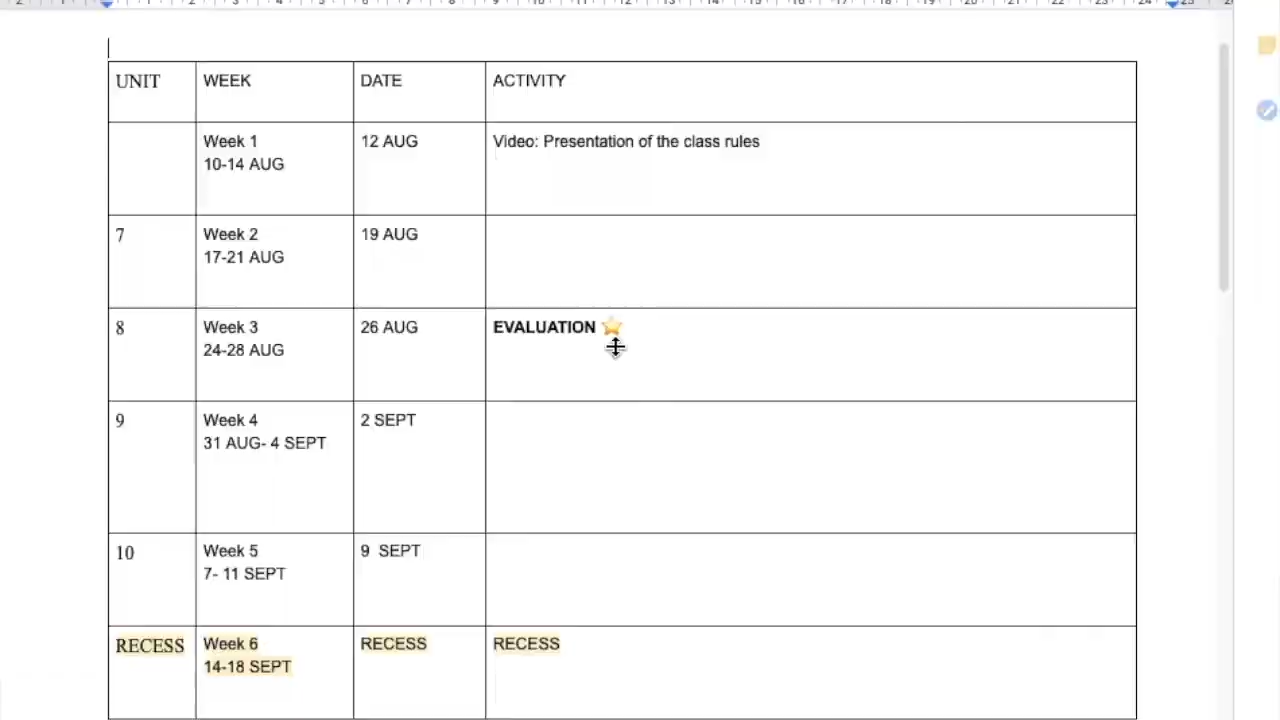 UNIT WEEK DATE ACTIVITY
Week 1 12 AUG Video: Presentation of the class rules
10-14 AUG
7 Week 2 19 AUG
17-21 AUG
8 Week 3 26 AUG EVALUATION ⭐
24-28 AUG
9 Week 4 2 SEPT
31 AUG- 4 SEPT
10 Week 5 9 SEPT
7- 11 SEPT
RECESS Week 6 RECESS RECESS
14-18 SEPT